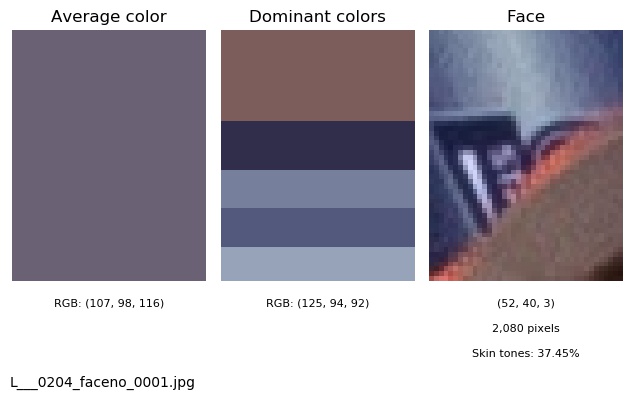 Average color
Dominant colors
Face
RGB: (107, 98, 116)
RGB: (125, 94, 92)
(52, 40, 3)
2,080 pixels
Skin tones: 37.45%
L___0204_faceno_0001.jpg